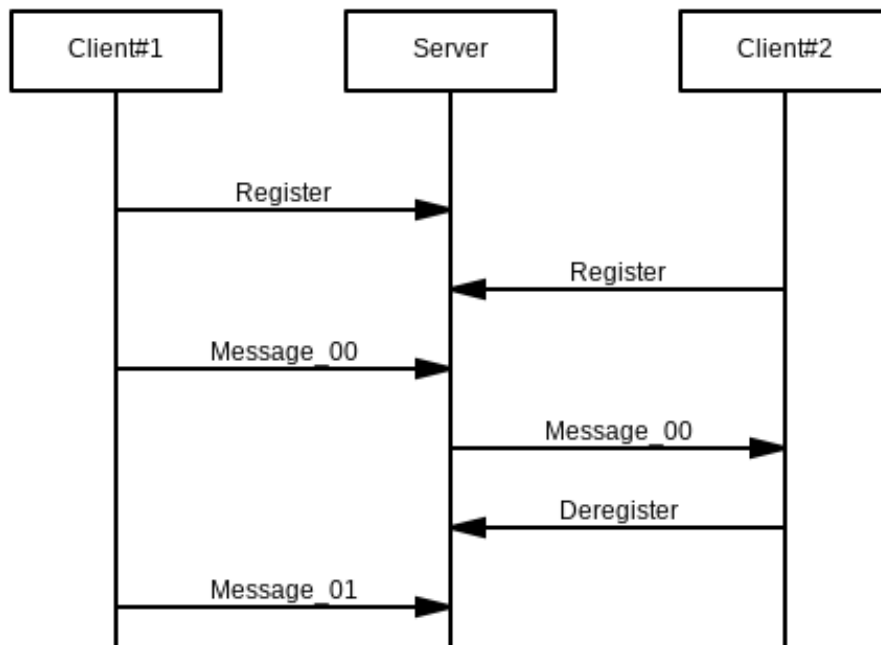 Client#1
Server
Client#2
Register
Register
Message_00
Message_00
Deregister
Message_01